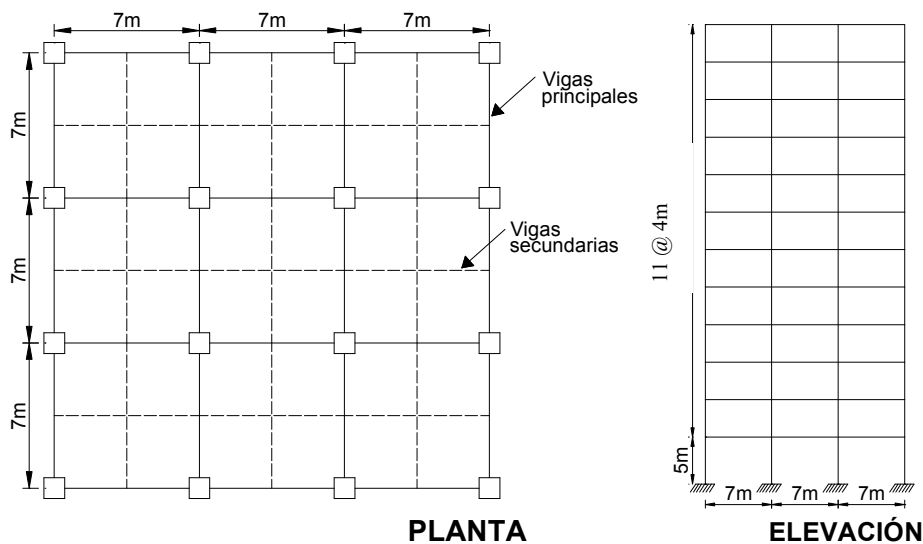 7m
7m
7m
7m
7m
7m
Vigas
principales
Vigas
secundarias
PLANTA
11 @ 4m
5m
7m
7m
7m
ELEVACIÓN